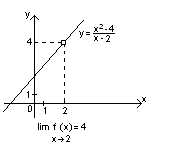 y
y = x²-4 / x-2
4
1
0
1
2
x
lim f (x) = 4
x→2